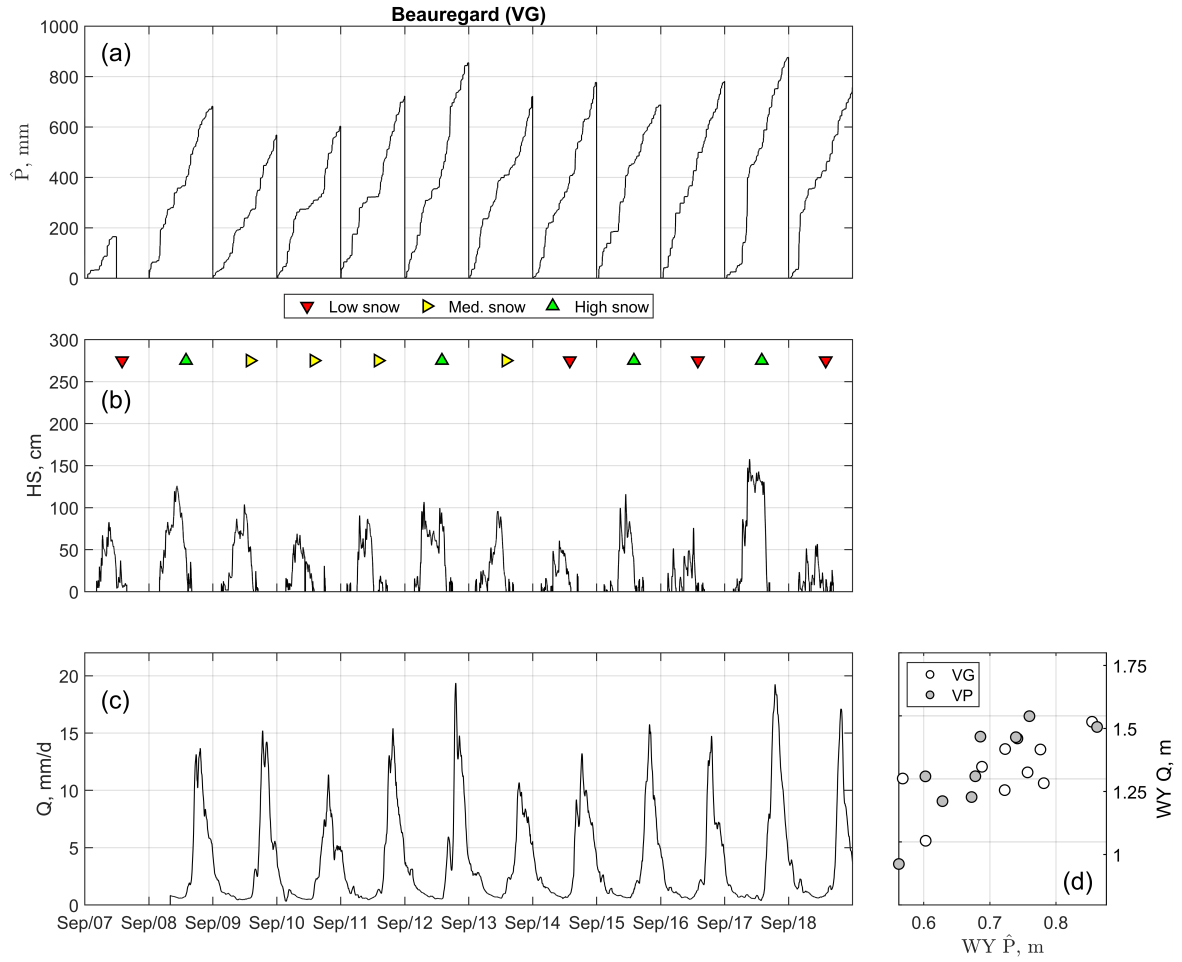 Beauregard (VG)
1000
800
600
400
200
0
P̂, mm
(a)
Low snow Med. snow High snow
300
250
200
150
100
50
0
HS, cm
(b)
20
15
10
5
0
Q, mm/d
(c)
Sep/07 Sep/08 Sep/09 Sep/10 Sep/11 Sep/12 Sep/13 Sep/14 Sep/15 Sep/16 Sep/17 Sep/18
VG
VP
1.75
1.5
1.25
1
WY Q, m
(d)
0.6 0.7 0.8
WY P̂, m